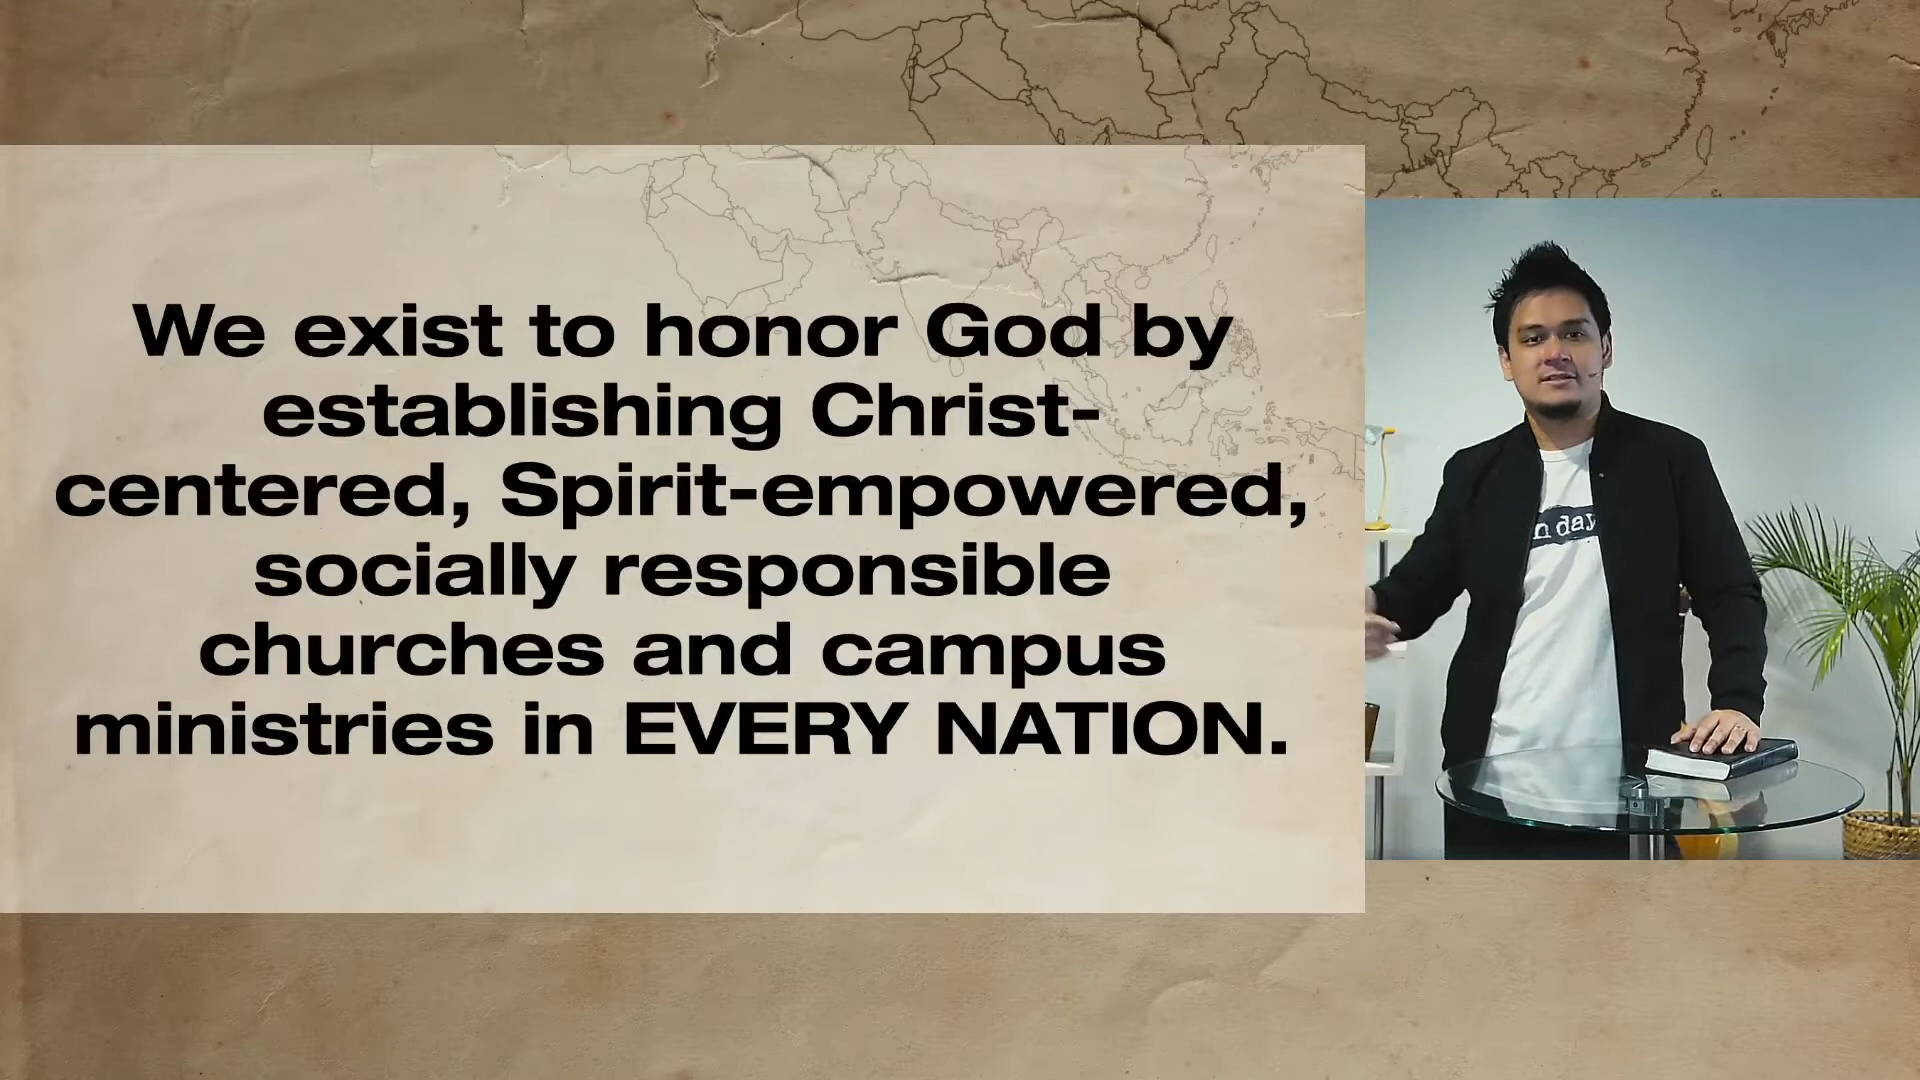 We exist to honor God by
establishing Christ-
centered, Spirit-empowered,
socially responsible
churches and campus
ministries in EVERY NATION.
day